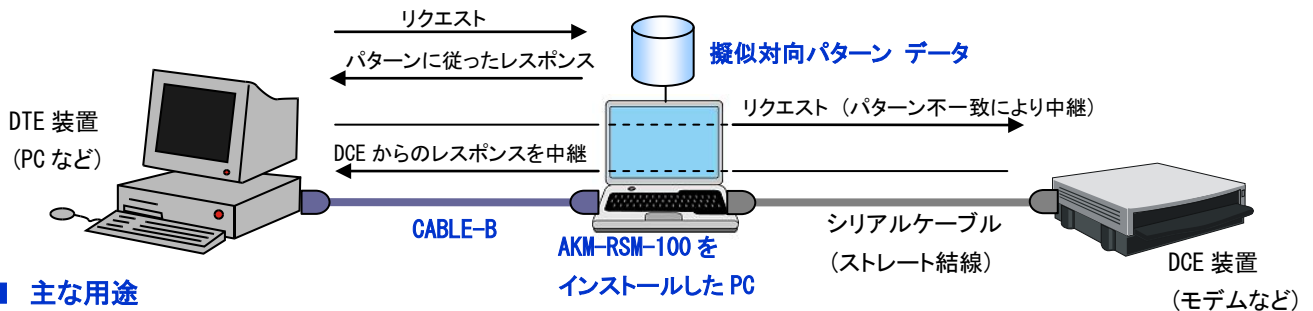 リクエスト
パターンに従ったレスポンス
擬似対向パターン データ
リクエスト (パターン不一致により中継)
DTE 装置
(PC など)
DCE からのレスポンスを中継
CABLE-B
AKM-RSM-100 を
インストールした PC
シリアルケーブル
(ストレート結線)
DCE 装置
(モデムなど)
■ 主な用途